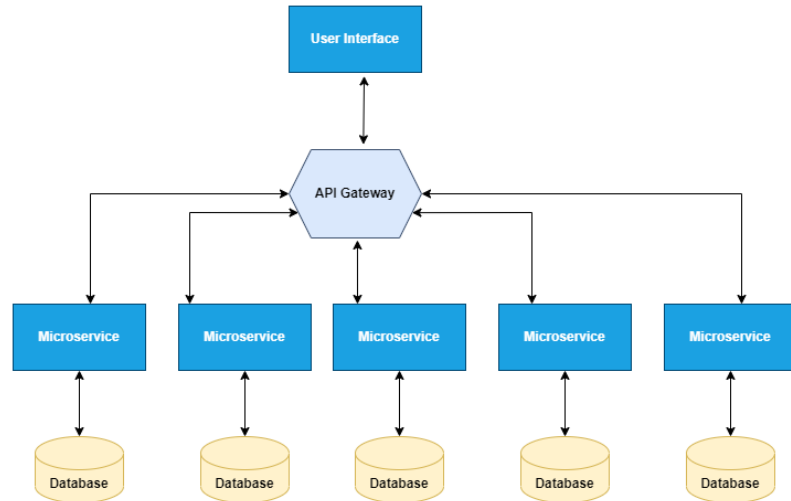 User Interface
API Gateway
Microservice
Microservice
Microservice
Microservice
Microservice
Database
Database
Database
Database
Database